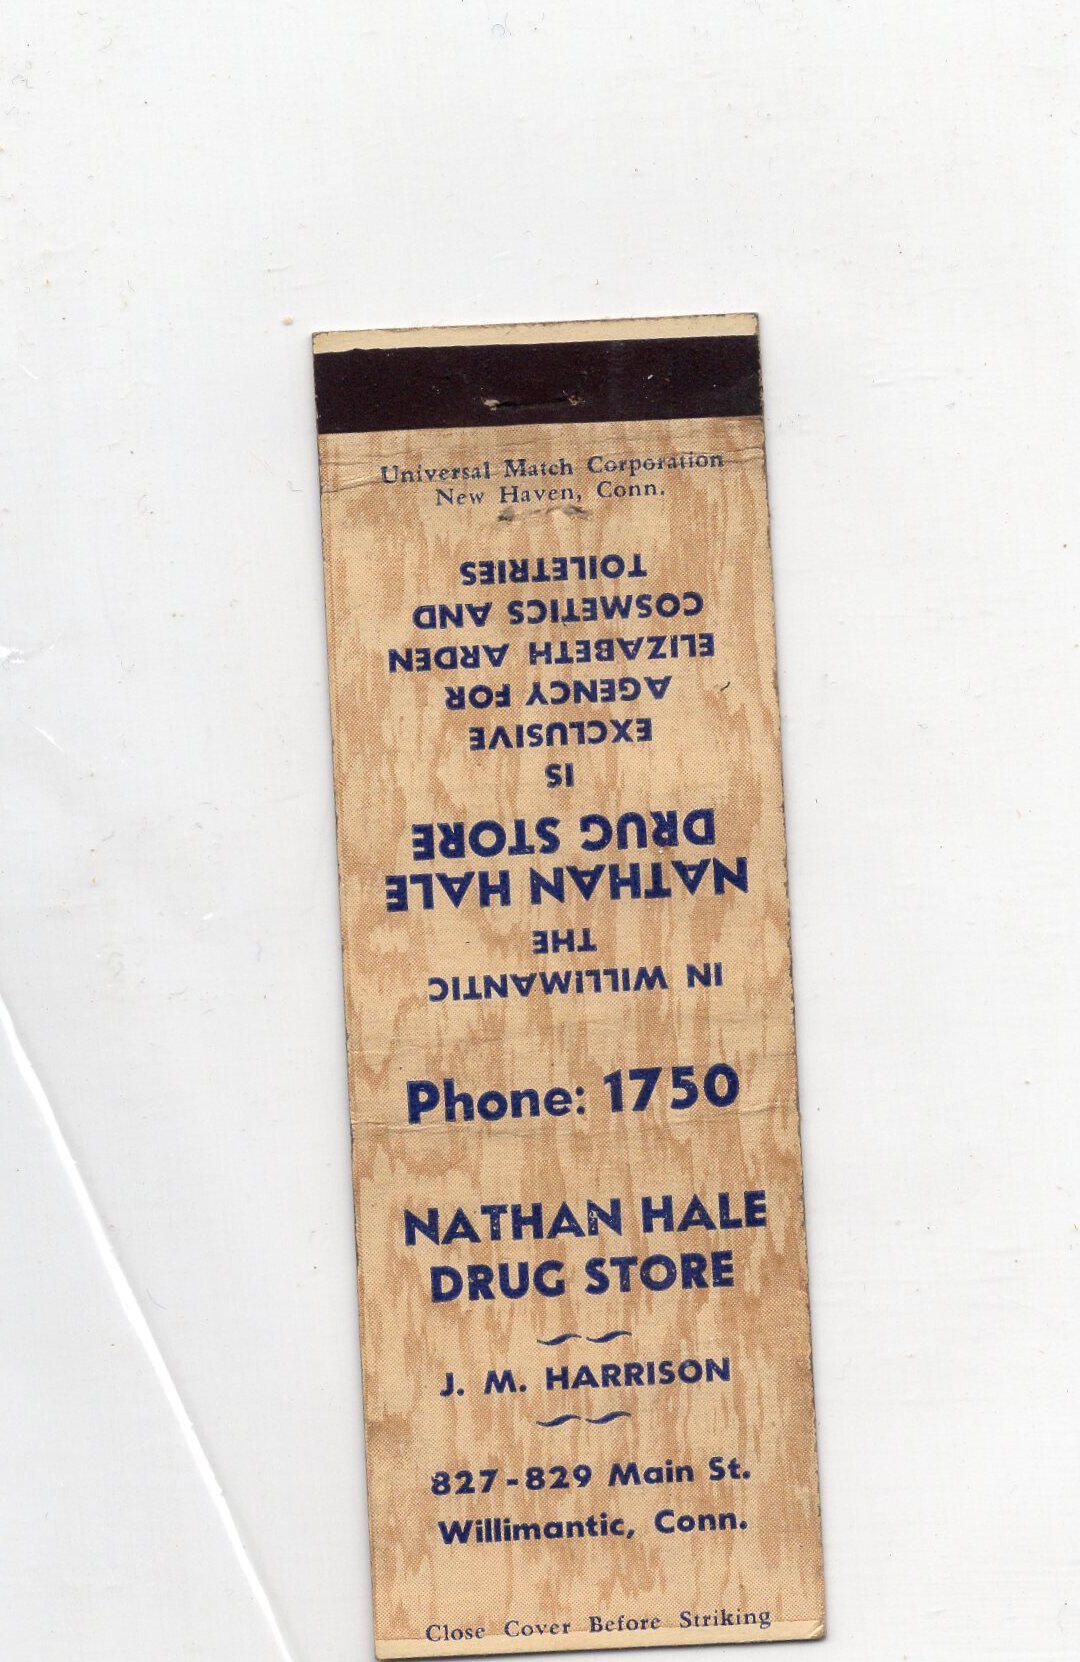 Universal Match Corporation
New Haven, Conn.
IN WILLIMANTIC
THE
NATHAN HALE
DRUG STORE
IS
EXCLUSIVE
AGENCY FOR
ELIZABETH ARDEN
COSMETICS AND
TOILETRIES
Phone: 1750
NATHAN HALE
DRUG STORE
J. M. HARRISON
827-829 Main St.
Willimantic, Conn.
Close Cover Before Striking